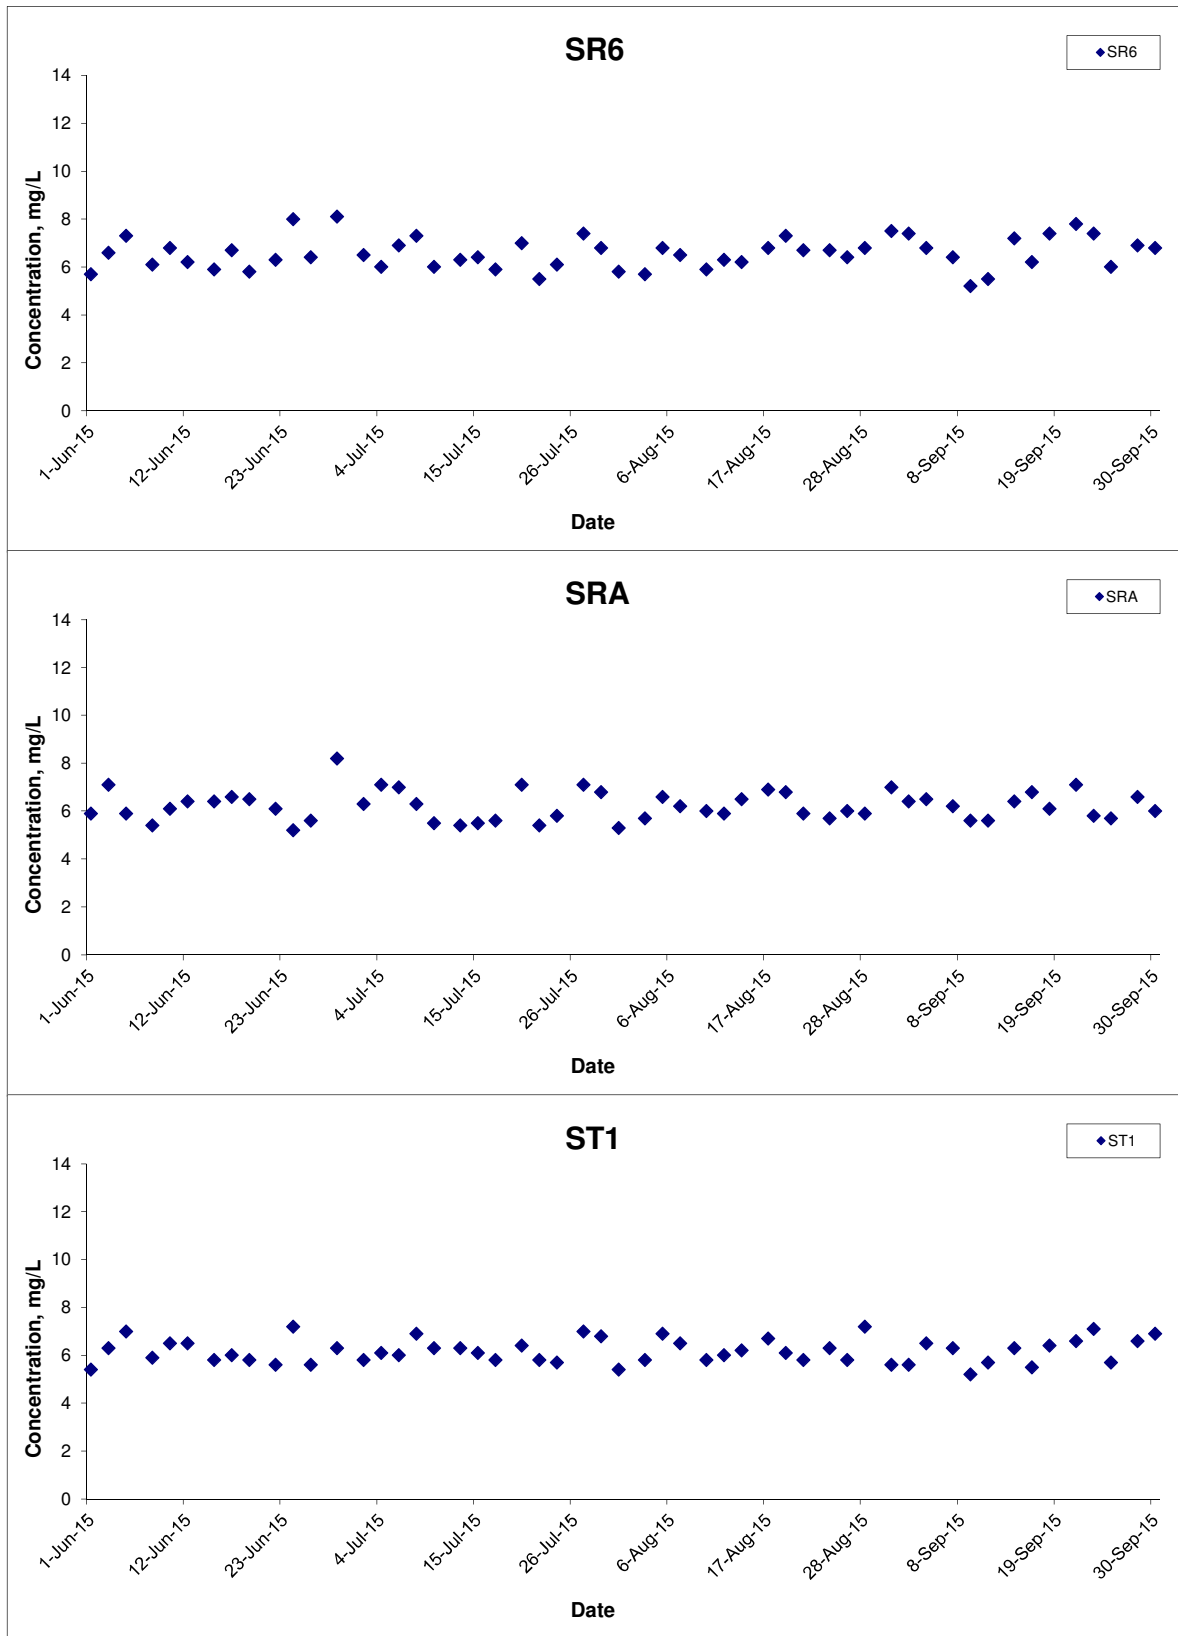 SR6
SR6
14
12
10
8
6
4
2
0
Concentration, mg/L
1-Jun-15
12-Jun-15
23-Jun-15
4-Jul-15
15-Jul-15
26-Jul-15
6-Aug-15
17-Aug-15
28-Aug-15
8-Sep-15
19-Sep-15
30-Sep-15
Date
SRA
SRA
14
12
10
8
6
4
2
0
Concentration, mg/L
1-Jun-15
12-Jun-15
23-Jun-15
4-Jul-15
15-Jul-15
26-Jul-15
6-Aug-15
17-Aug-15
28-Aug-15
8-Sep-15
19-Sep-15
30-Sep-15
Date
ST1
ST1
14
12
10
8
6
4
2
0
Concentration, mg/L
1-Jun-15
12-Jun-15
23-Jun-15
4-Jul-15
15-Jul-15
26-Jul-15
6-Aug-15
17-Aug-15
28-Aug-15
8-Sep-15
19-Sep-15
30-Sep-15
Date